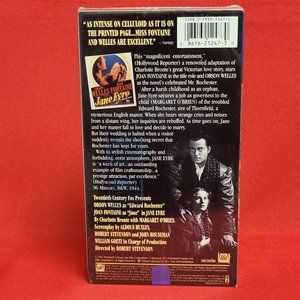 "AS INTENSE ON CELLULOID AS IT IS ON
THE PRINTED PAGE...MISS FONTAINE
AND WELLES ARE EXCELLENT."
— Variety
86161-21247-3
WELLES FONTAINE
Jane Eyre
This "magnificent entertainment,"
(Hollywood Reporter) a renowned adaptation of
Charlotte Bronte's great Victorian love story, stars
JOAN FONTAINE in the title role and ORSON WELLES
as the novel's celebrated Mr. Rochester.
After a harsh childhood as an orphan,
Jane Eyre secures a job as governess to the
child (MARGARET O'BRIEN) of the troubled
Edward Rochester, sire of Thornfield, a
mysterious English manor. When she hears strange cries and noises
from a distant wing, her inquiries are rebuffed. As time goes on, Jane
and her master fall in love and decide to marry.
But their wedding is halted when a visitor
suddenly reveals the shocking secret that
Rochester has kept for years.
With its stylish cinematography and
forboding, eerie atmosphere, JANE EYRE
is "a work of art...an outstanding
example of film craftsmanship...a
prestige attraction, par excellence."
(Hollywood Reporter)
96 Minutes, B&W, 1944.
Twentieth Century Fox Presents
ORSON WELLES as "Edward Rochester"
JOAN FONTAINE as "Jane" in JANE EYRE
By Charlotte Bronte with MARGARET O'BRIEN
Screenplay by ALDOUS HUXLEY,
ROBERT STEVENSON and JOHN HOUSEMAN
WILLIAM GOETZ in Charge of Production
Directed by ROBERT STEVENSON